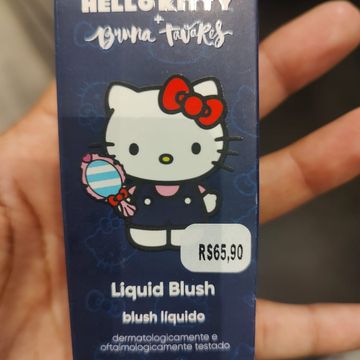 HELLO KITTY
+
Bruna Tavares
R$65,90
Liquid Blush
blush líquido
dermatologicamente e
oftalmologicamente testado